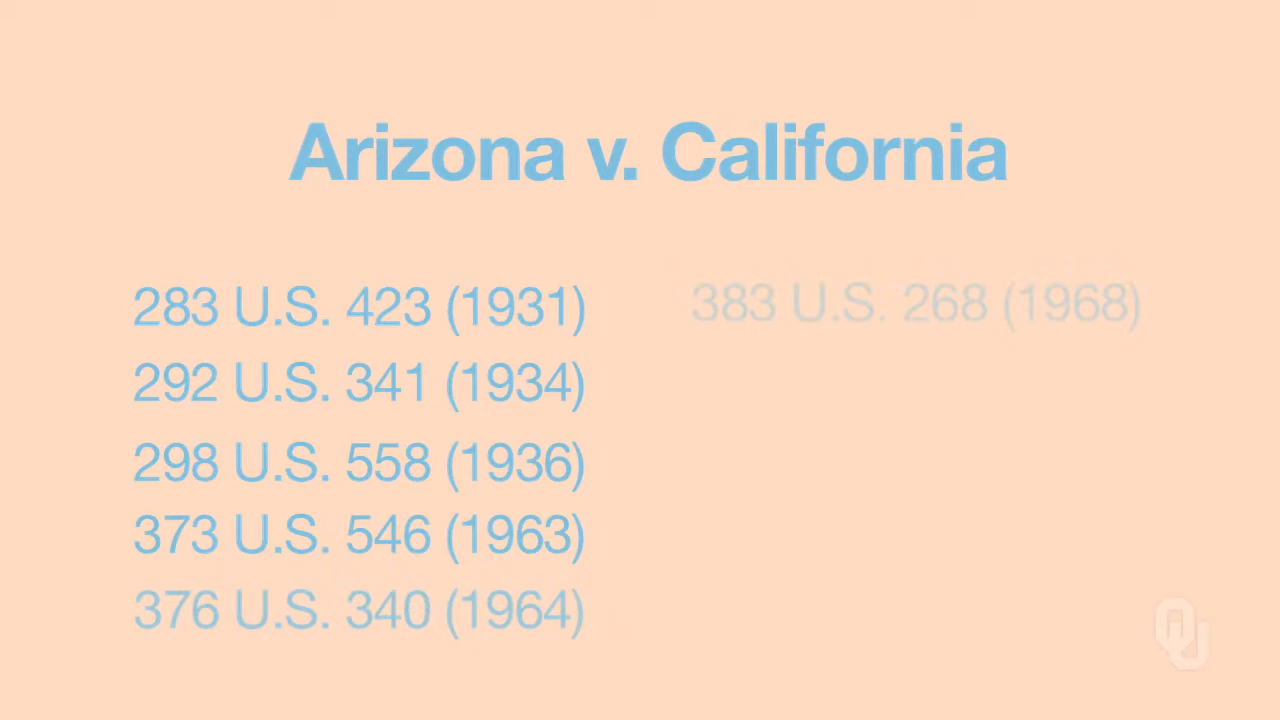 Arizona v. California
283 U.S. 423 (1931)
292 U.S. 341 (1934)
298 U.S. 558 (1936)
373 U.S. 546 (1963)
376 U.S. 340 (1964)
383 U.S. 268 (1968)
OU